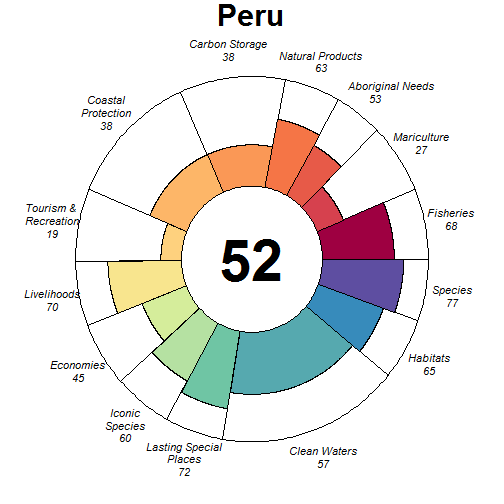 Peru
Carbon Storage
38
Natural Products
63
Aboriginal Needs
53
Mariculture
27
Fisheries
68
Species
77
Habitats
65
Clean Waters
57
Lasting Special
Places
72
Iconic
Species
60
Economies
45
Livelihoods
70
Tourism &
Recreation
19
Coastal
Protection
38
52